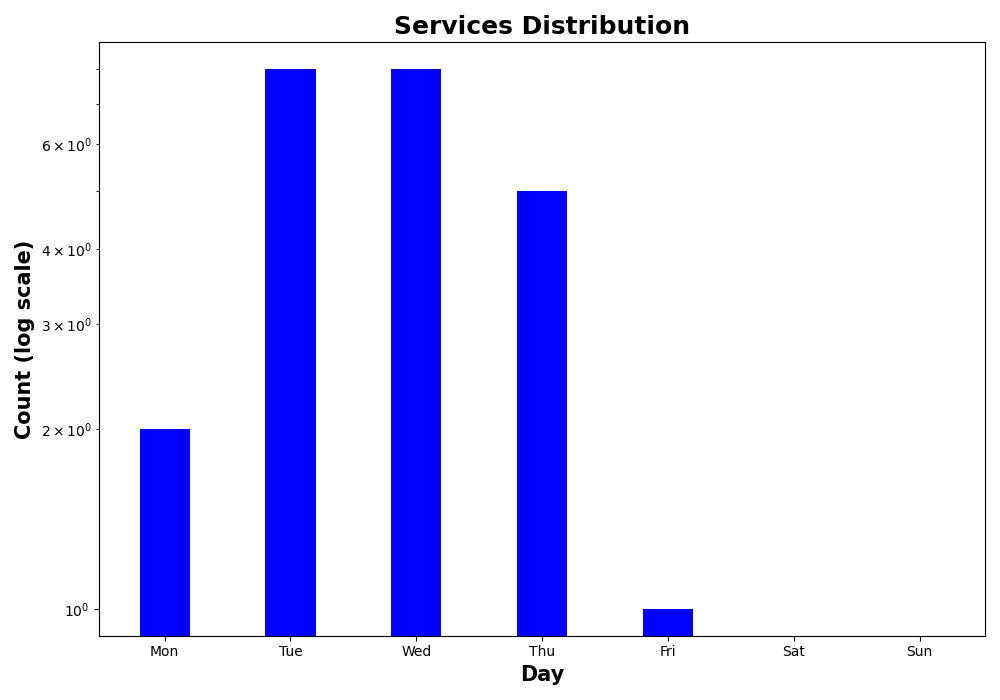 Services Distribution
Count (log scale)
6 × 10⁰
4 × 10⁰
3 × 10⁰
2 × 10⁰
10⁰
Mon Tue Wed Thu Fri Sat Sun
Day